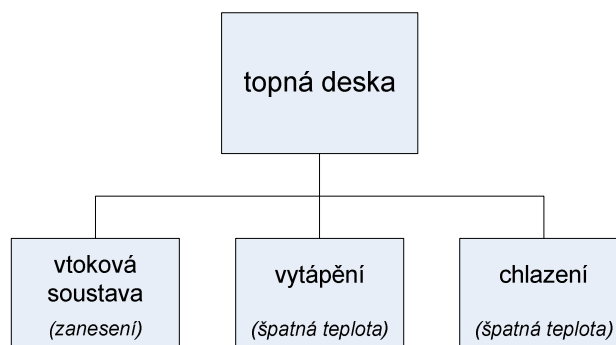 topná deska
vtoková
soustava
(zanesení)
vytápění
(špatná teplota)
chlazení
(špatná teplota)